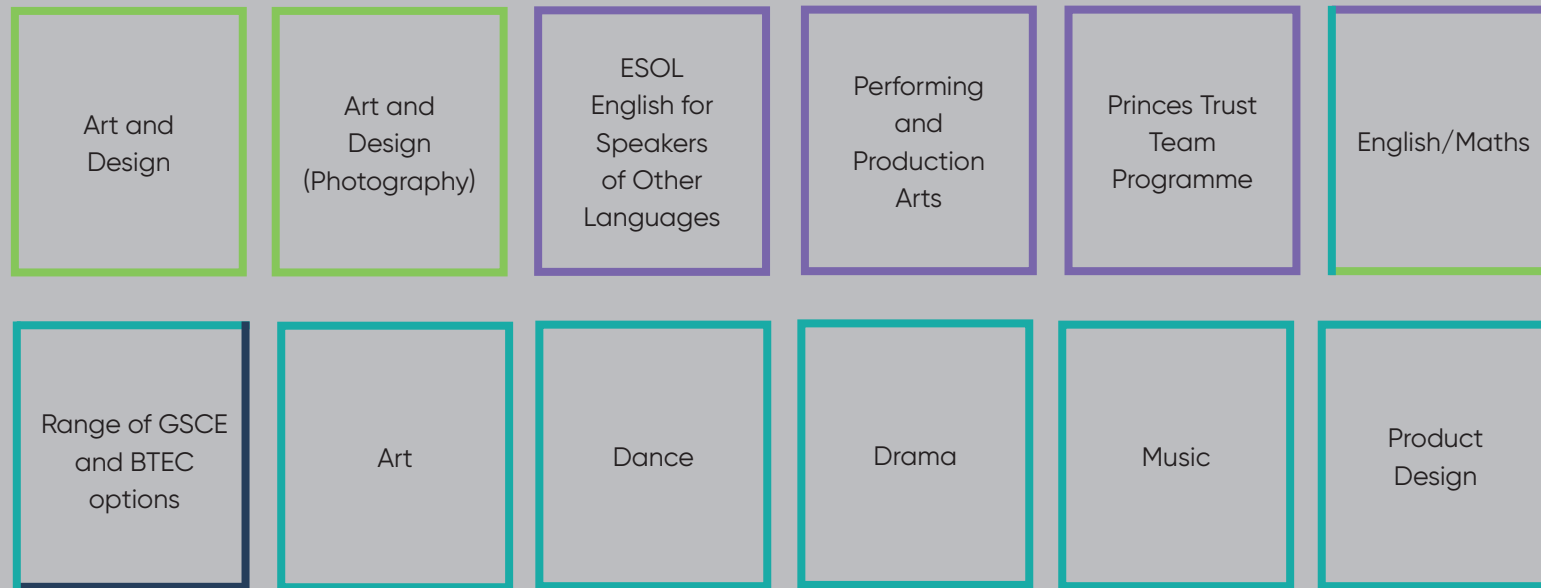 Art and
Design
Art and
Design
(Photography)
ESOL
English for
Speakers
of Other
Languages
Performing
and
Production
Arts
Princes Trust
Team
Programme
English/Maths
Range of GSCE
and BTEC
options
Art
Dance
Drama
Music
Product
Design